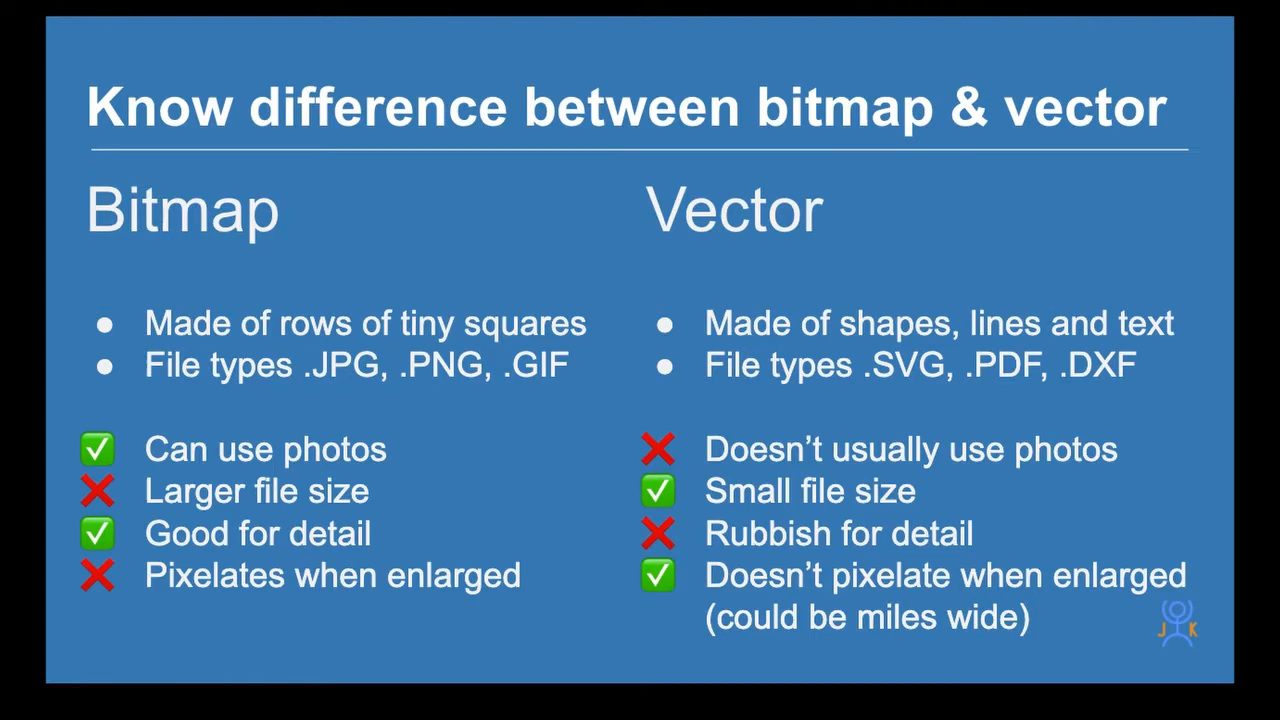 Know difference between bitmap & vector
Bitmap
● Made of rows of tiny squares
● File types .JPG, .PNG, .GIF
✅ Can use photos
❌ Larger file size
✅ Good for detail
❌ Pixelates when enlarged
Vector
● Made of shapes, lines and text
● File types .SVG, .PDF, .DXF
❌ Doesn’t usually use photos
✅ Small file size
❌ Rubbish for detail
✅ Doesn’t pixelate when enlarged
(could be miles wide)
J K